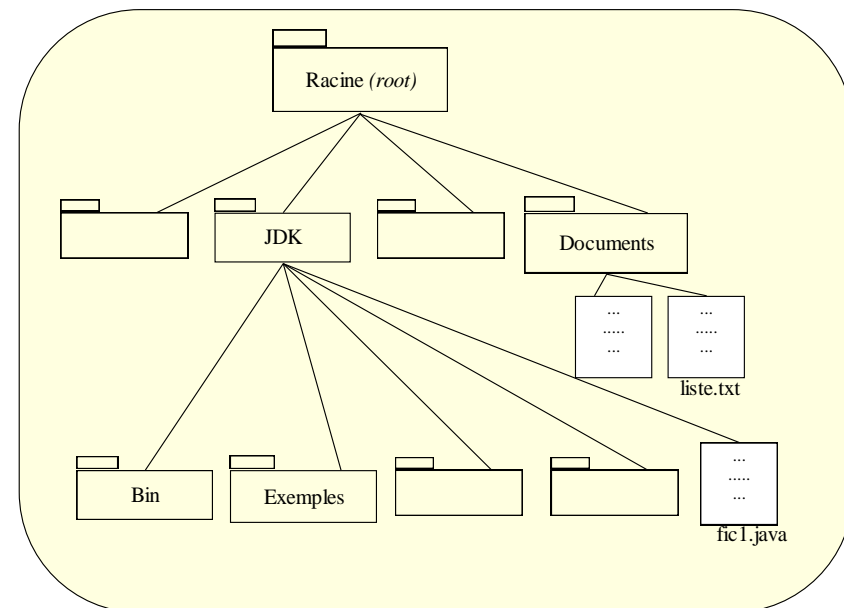 Racine (root)
JDK
Documents
...
.....
...
...
.....
...
liste.txt
Bin
Exemples
...
.....
...
fic1.java